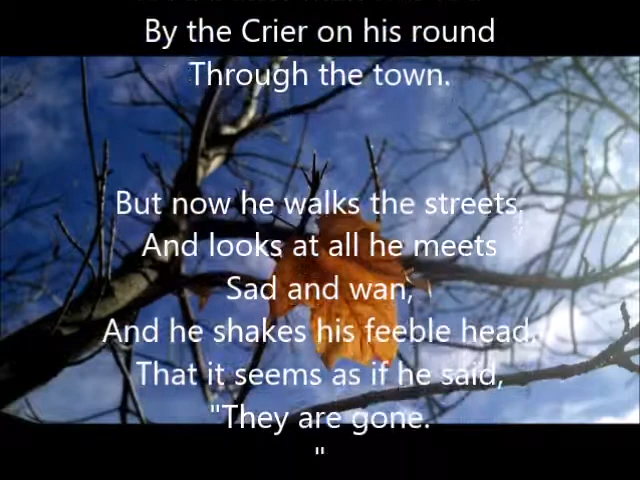 By the Crier on his round
Through the town.
But now he walks the streets,
And looks at all he meets
Sad and wan,
And he shakes his feeble head,
That it seems as if he said,
"They are gone.
"